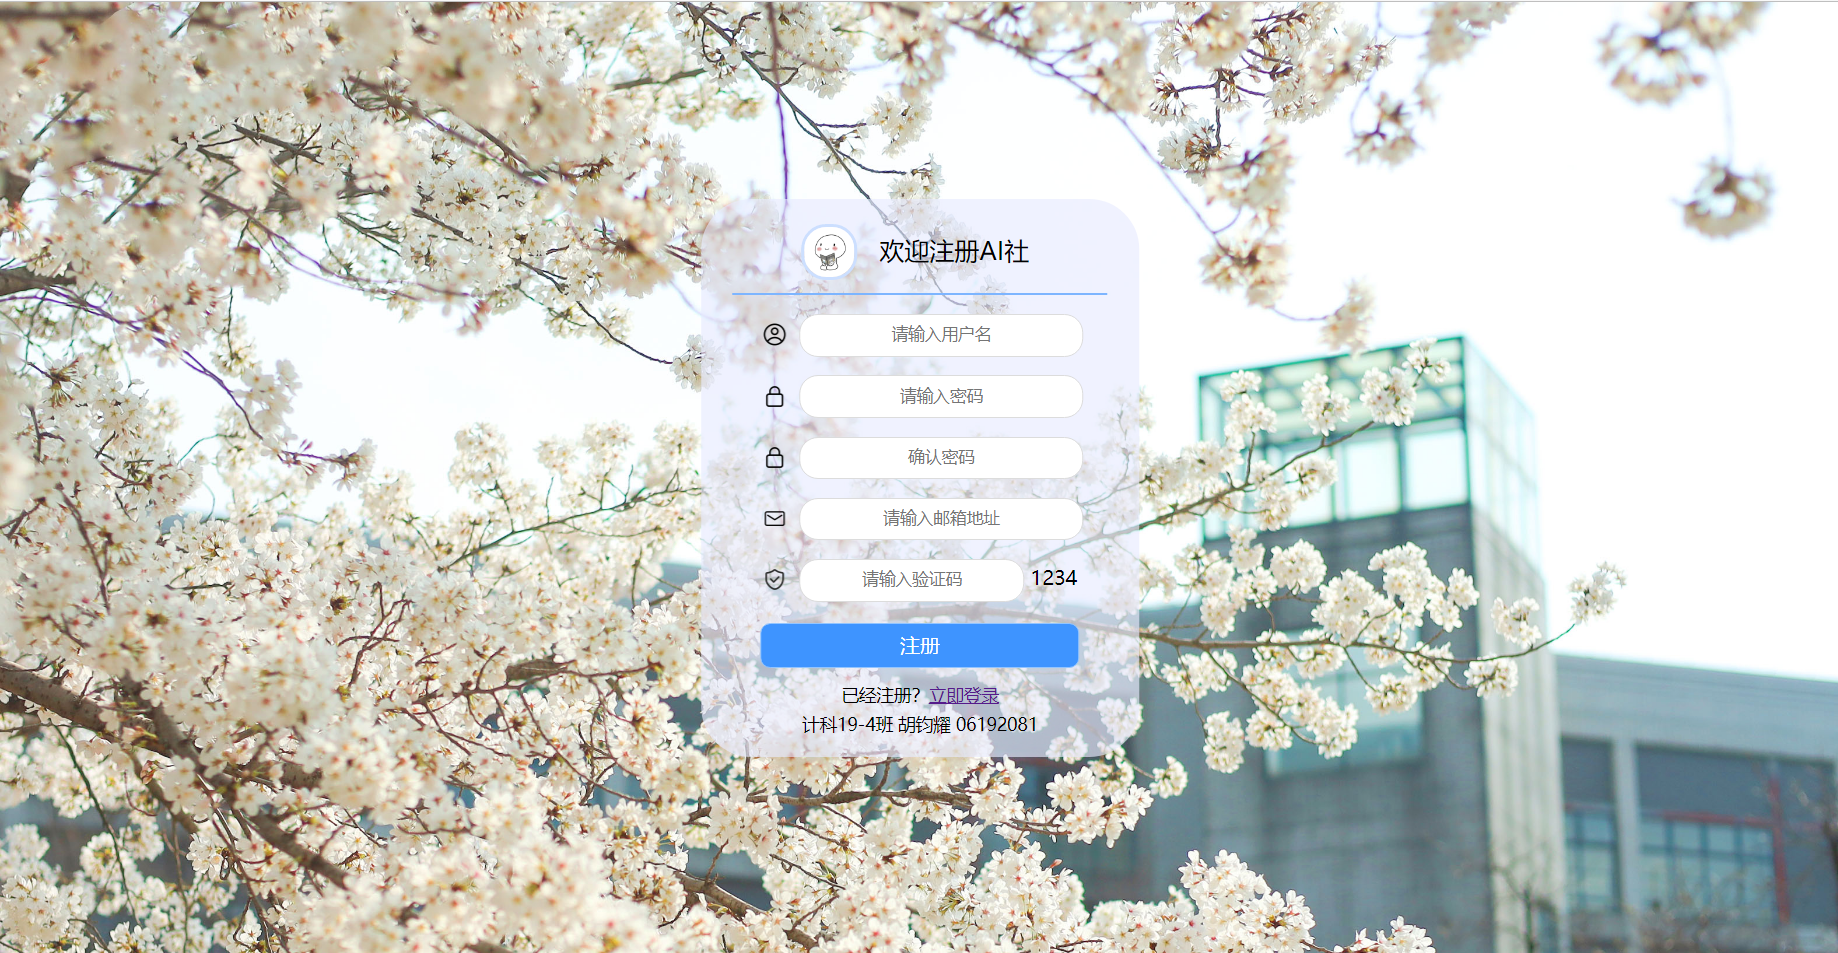 欢迎注册AI社
请输入用户名
请输入密码
确认密码
请输入邮箱地址
请输入验证码 1234
注册
已经注册？立即登录
计科19-4班 胡钧耀 06192081